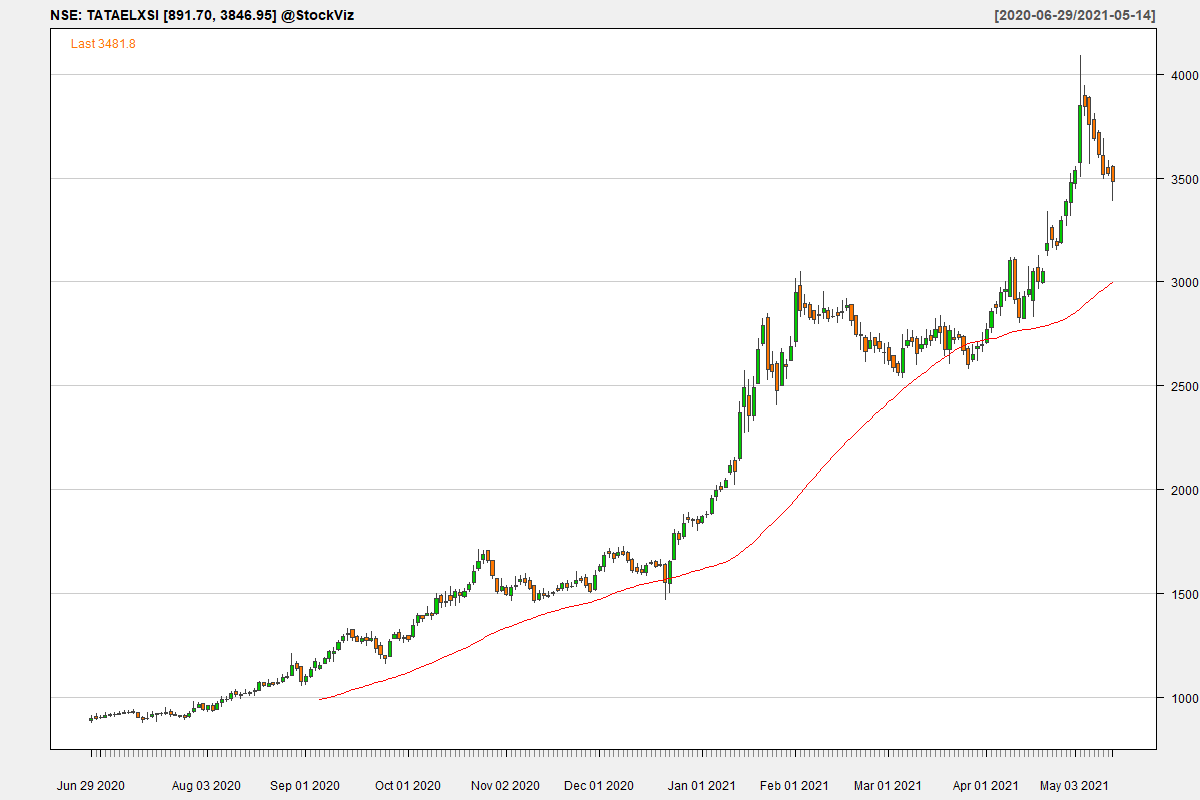 NSE: TATAELXSI [891.70, 3846.95] @StockViz [2020-06-29/2021-05-14]
Last 3481.8
4000
3500
3000
2500
2000
1500
1000
Jun 29 2020 Aug 03 2020 Sep 01 2020 Oct 01 2020 Nov 02 2020 Dec 01 2020 Jan 01 2021 Feb 01 2021 Mar 01 2021 Apr 01 2021 May 03 2021